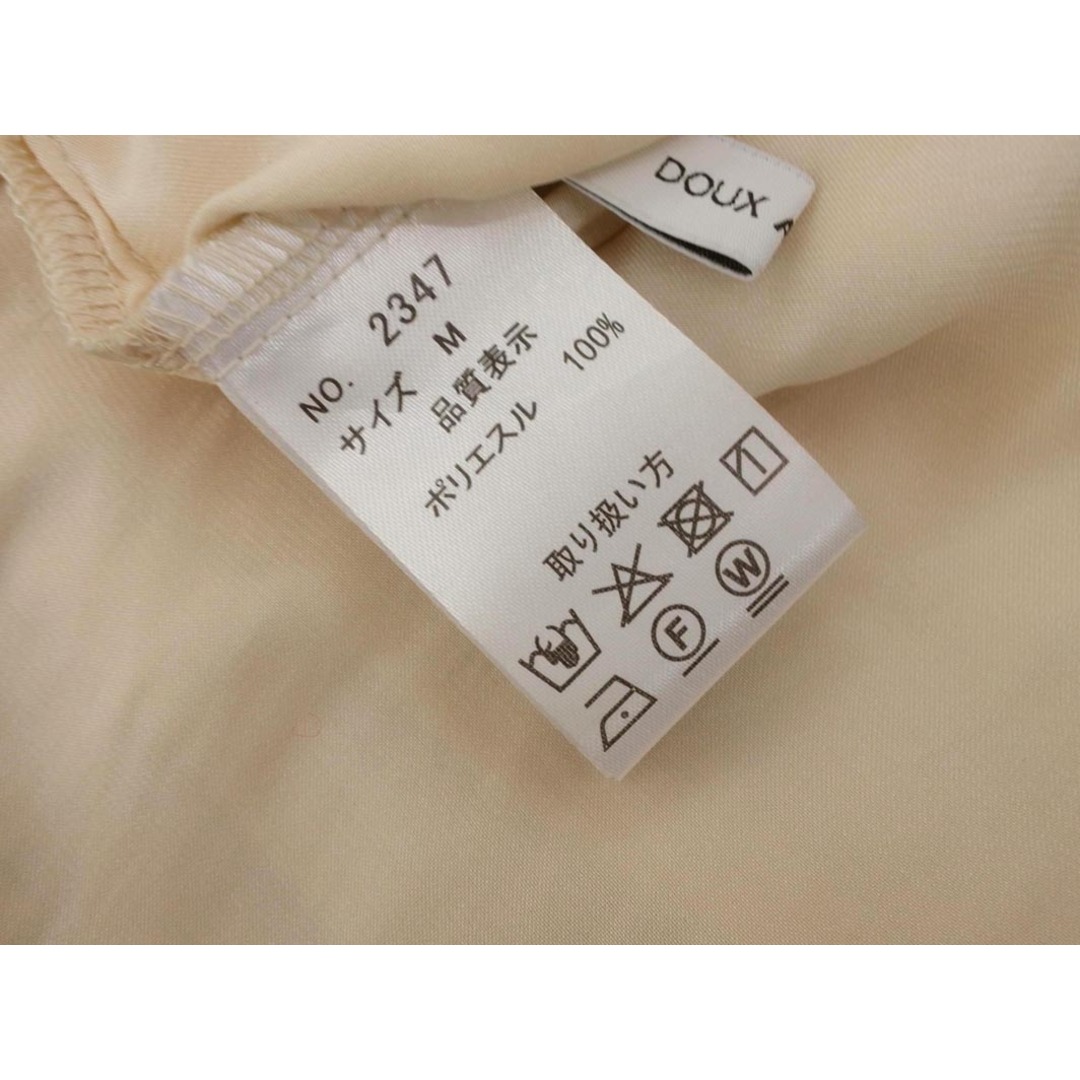 DOUX
NO. 2347
サイズ M
品質表示
ポリエスル 100%
取り扱い方
1
F W